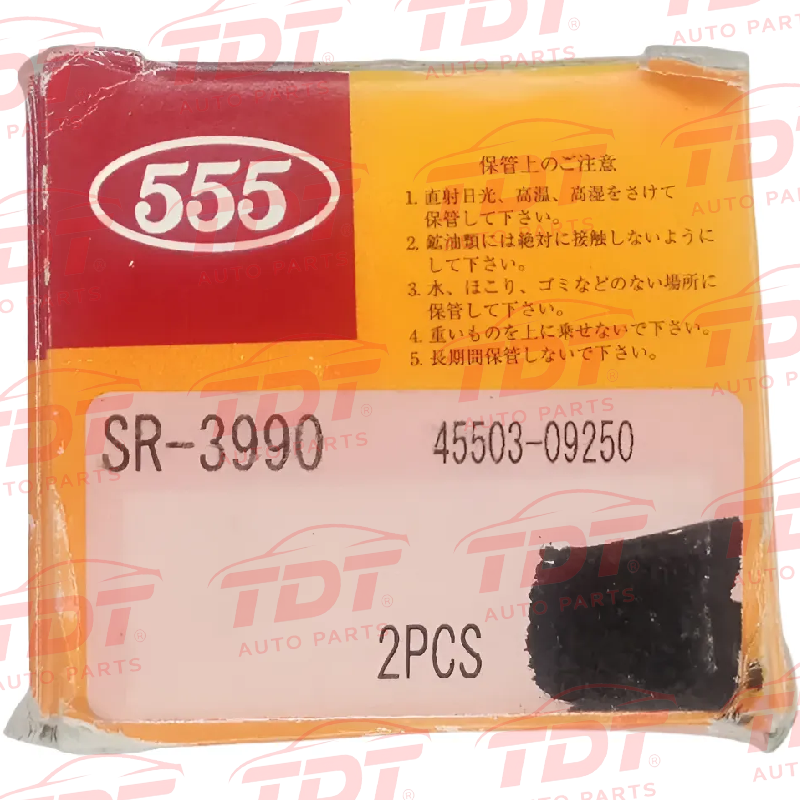 555
保管上のご注意
1. 直射日光、高温、高湿をさけて
保管して下さい。
2. 鉱油類には絶対に接触しないように
して下さい。
3. 水、ほこり、ゴミなどのない場所に
保管して下さい。
4. 重いものを上に乗せないで下さい。
5. 長期間保管しないで下さい。
SR-3990
45503-09250
2PCS
TDT
AUTO PARTS